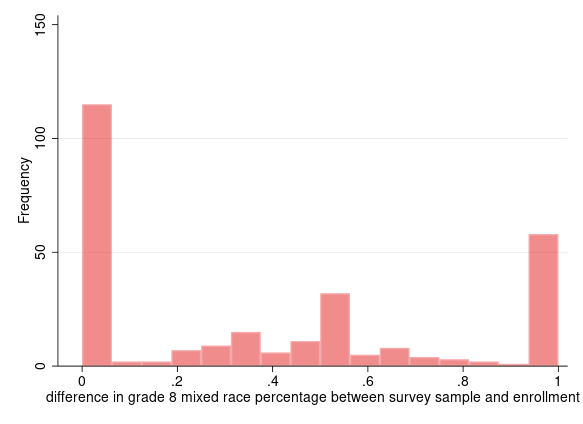 150
100
50
0
Frequency
0 .2 .4 .6 .8 1
difference in grade 8 mixed race percentage between survey sample and enrollment